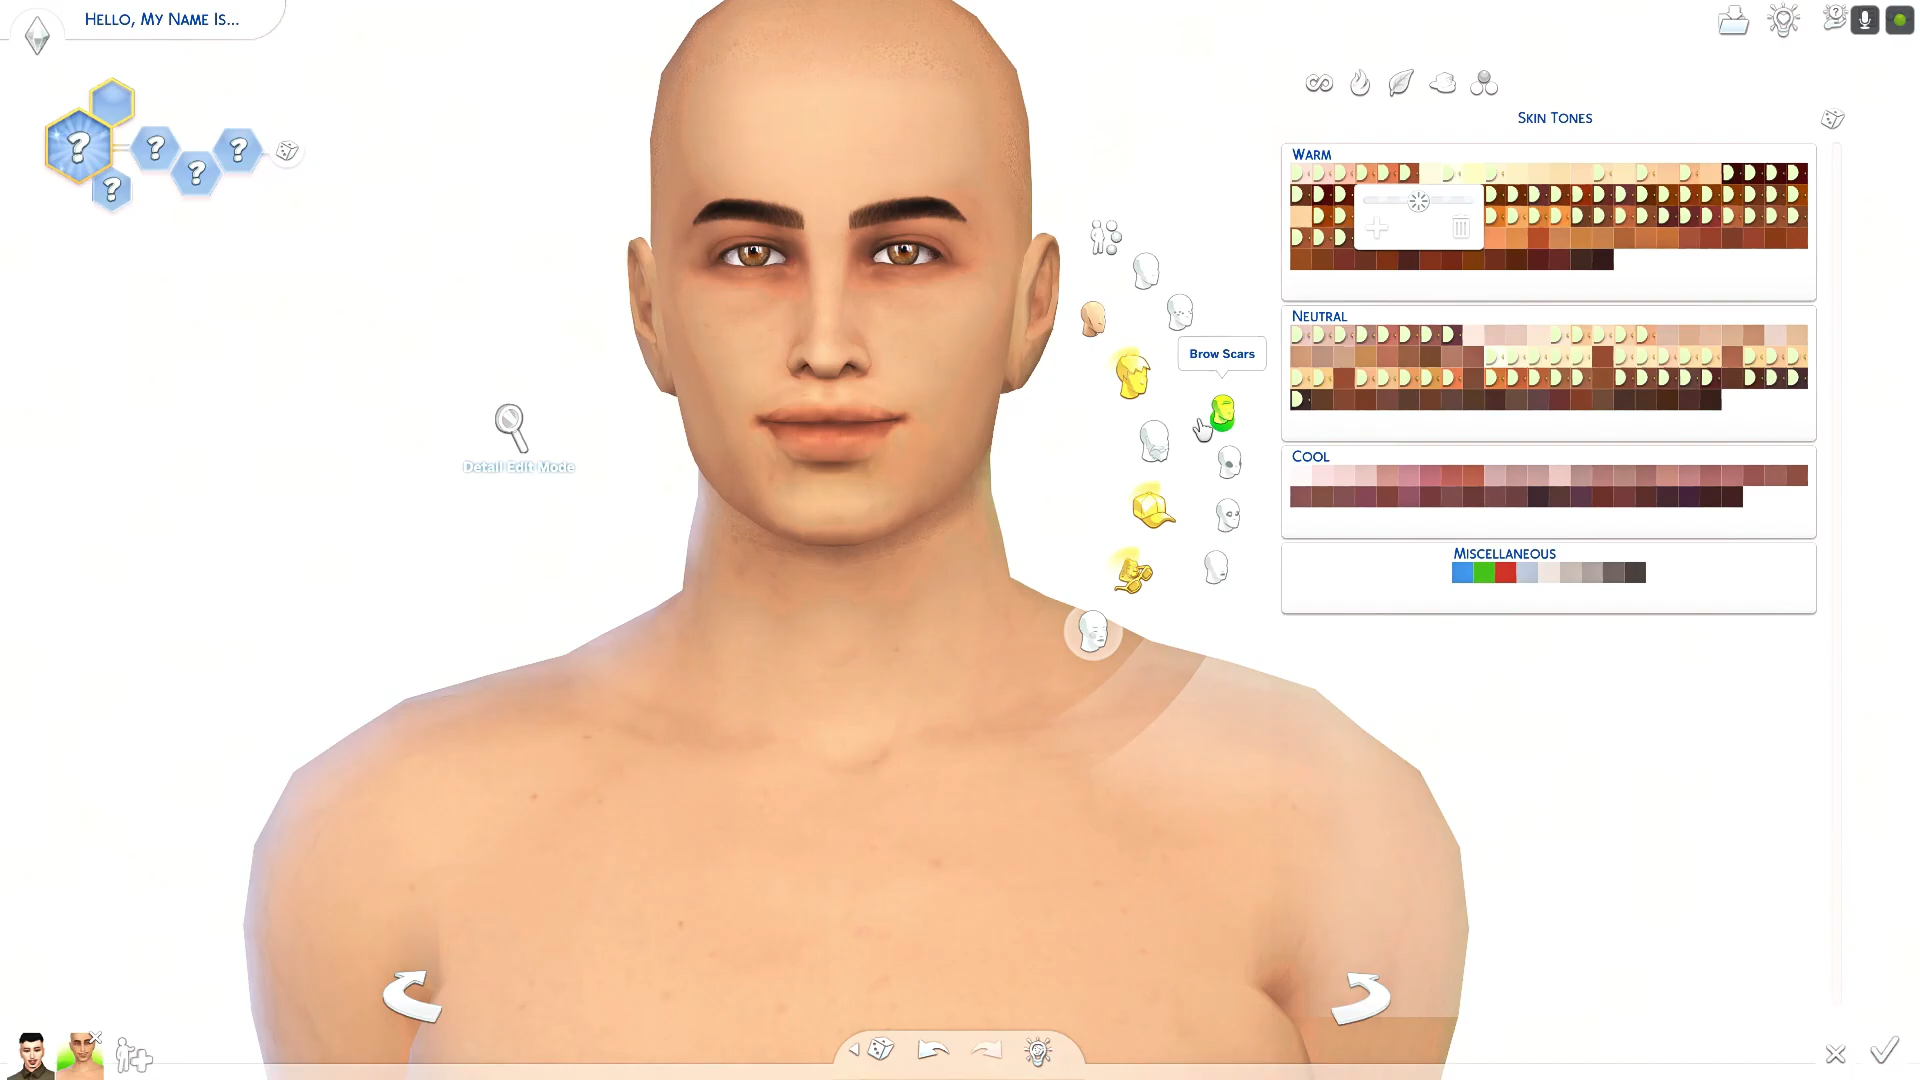 Hello, My Name Is...
Skin Tones
Warm
Brow Scars
Neutral
Detail Edit Mode
Cool
Miscellaneous